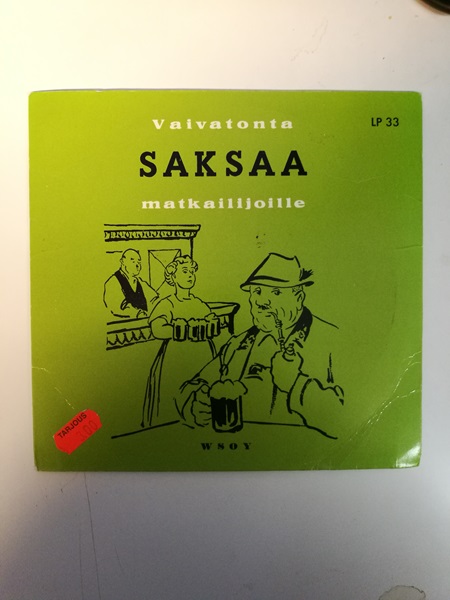 Vaivatonta
LP 33
SAKSAA
matkailijoille
TARJOUS
WSOY